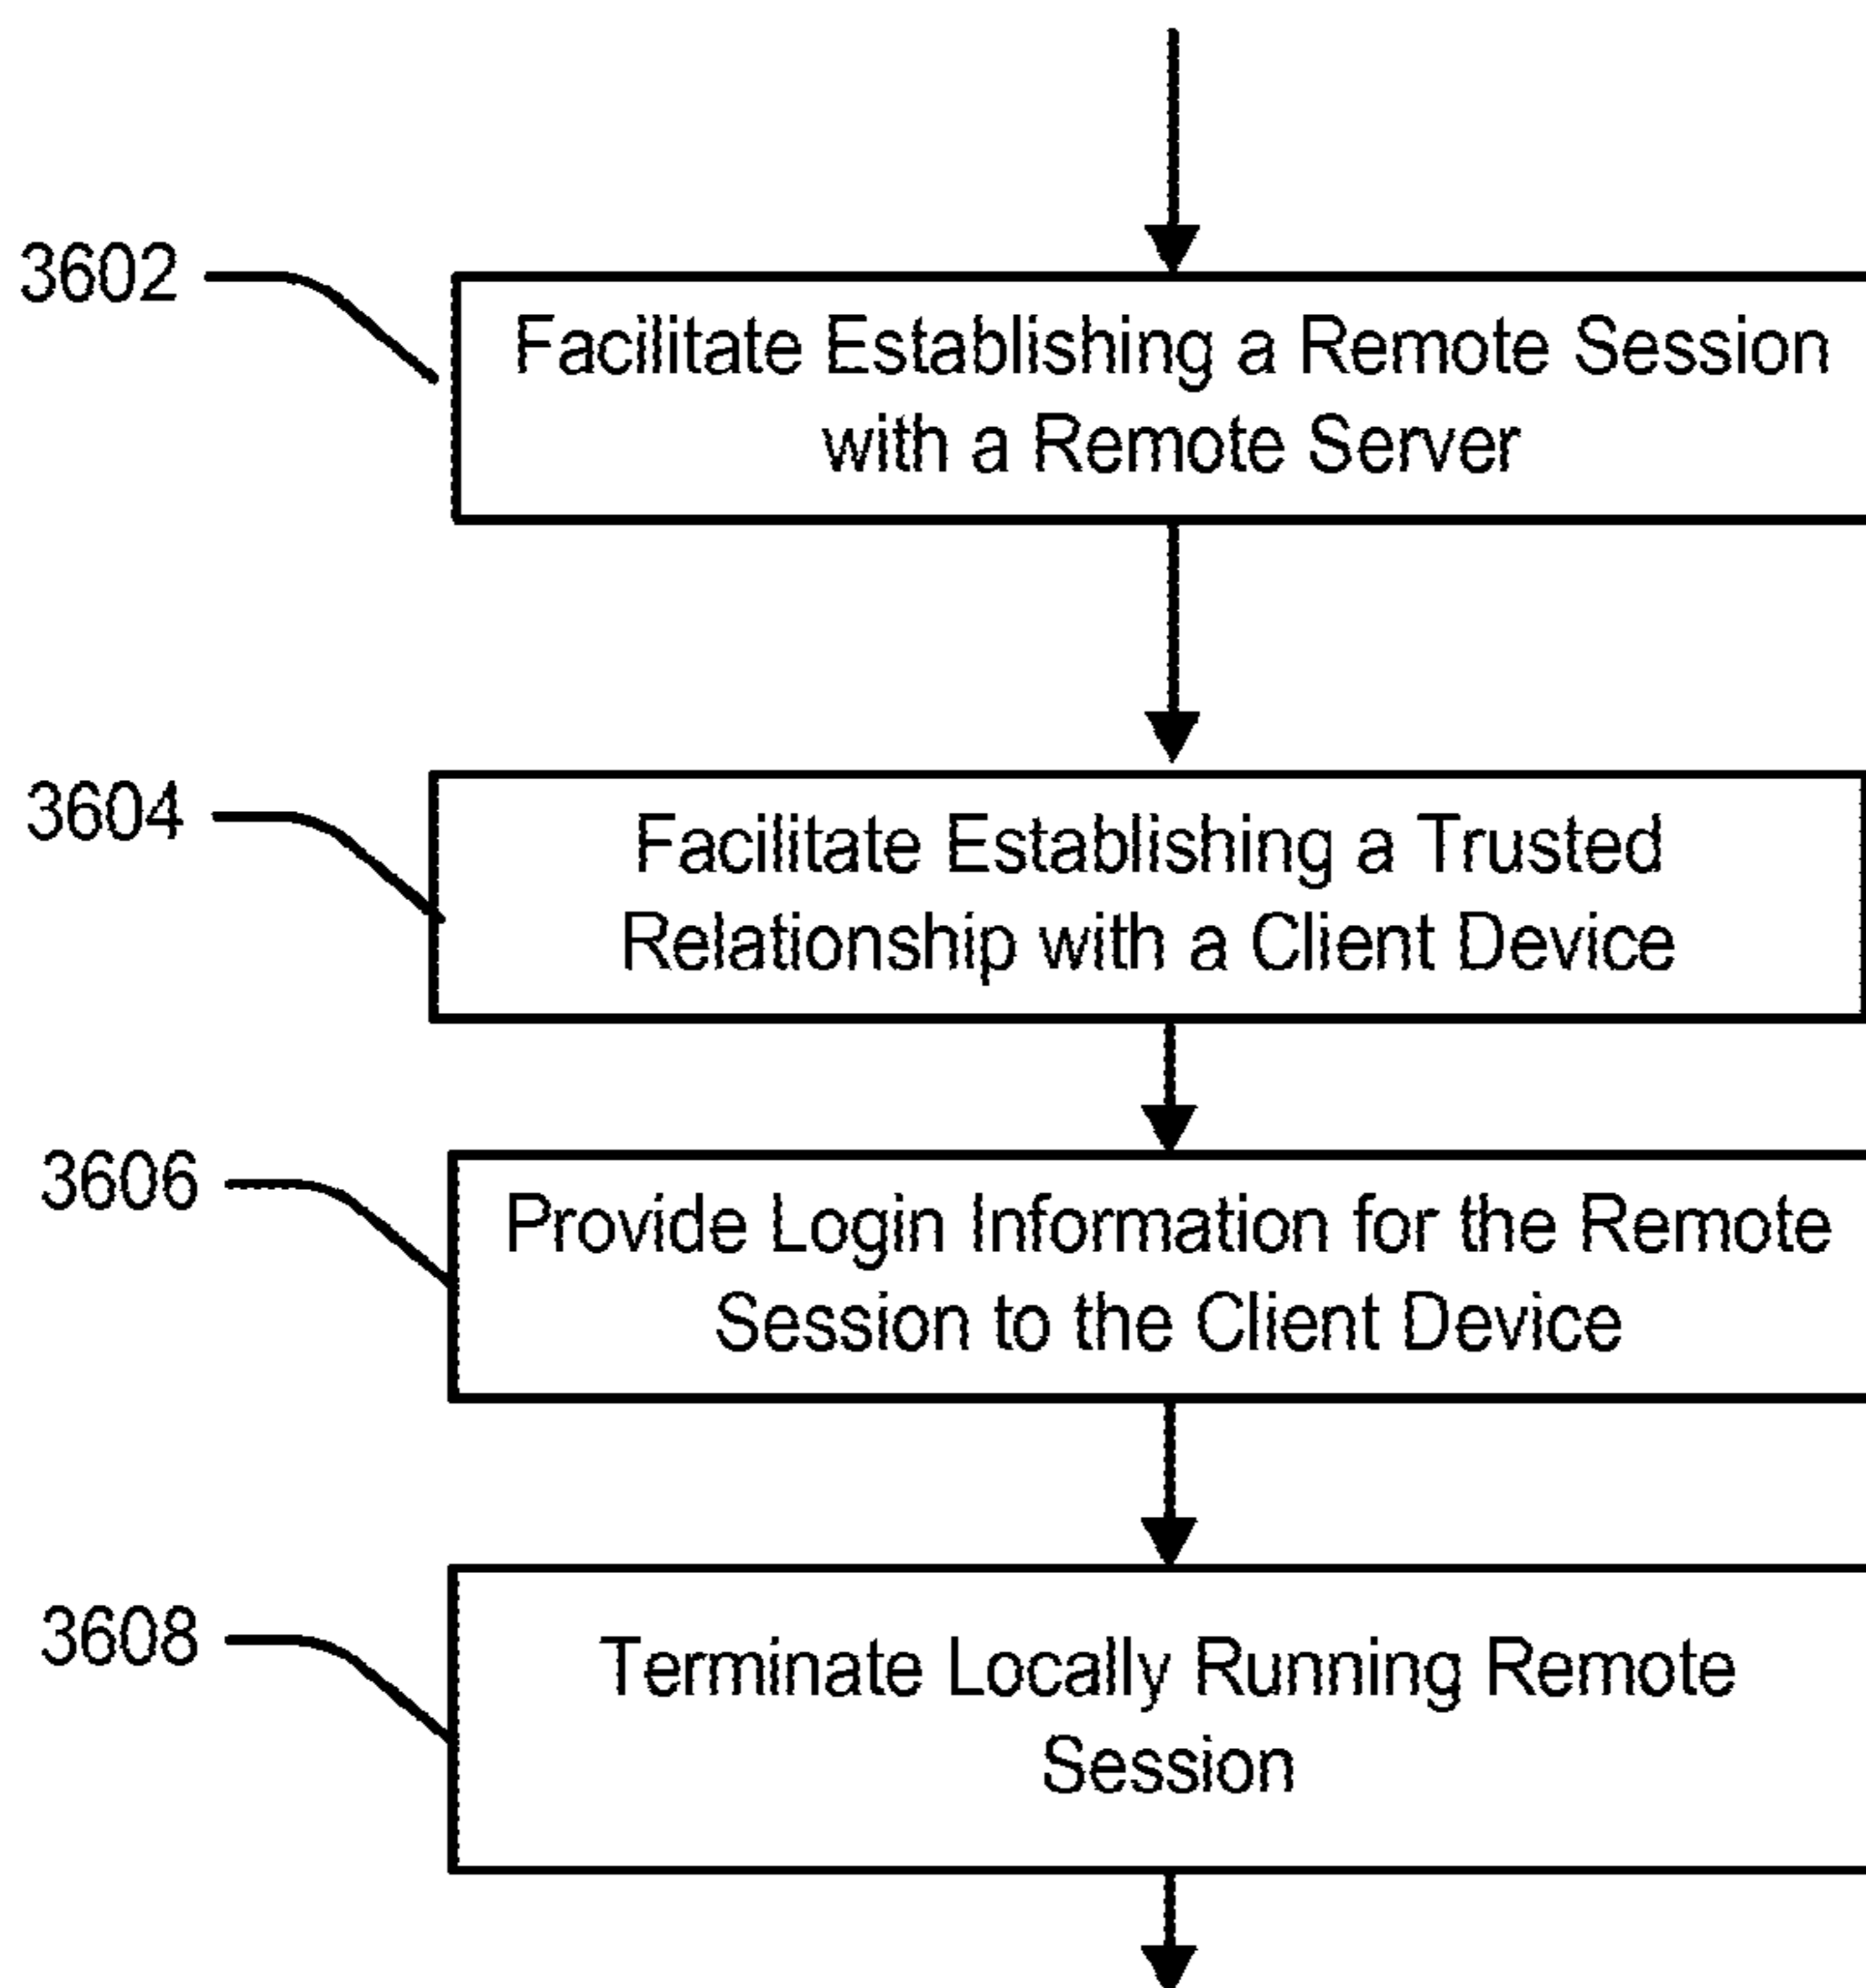 3602
Facilitate Establishing a Remote Session
with a Remote Server
3604
Facilitate Establishing a Trusted
Relationship with a Client Device
3606
Provide Login Information for the Remote
Session to the Client Device
3608
Terminate Locally Running Remote
Session